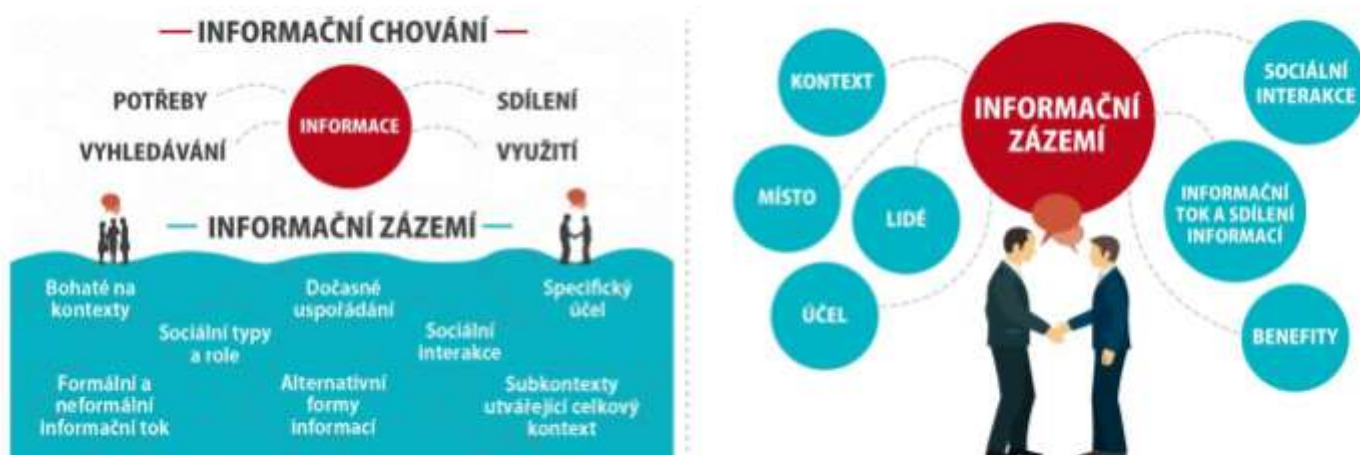 INFORMAČNÍ CHOVÁNÍ
POTŘEBY
VYHLEDÁVÁNÍ
INFORMACE
SDÍLENÍ
VYUŽITÍ
INFORMAČNÍ ZÁZEMÍ
Bohaté na
kontexty
Dočasné
uspořádání
Specifický
účel
Sociální typy
a role
Sociální
interakce
Formální a
neformální
informační tok
Alternativní
formy
informací
Subkontexty
utvářející celkový
kontext
INFORMAČNÍ
ZÁZEMÍ
KONTEXT
MÍSTO
LIDÉ
ÚČEL
SOCIÁLNÍ
INTERAKCE
INFORMAČNÍ
TOK A SDÍLENÍ
INFORMACÍ
BENEFITY